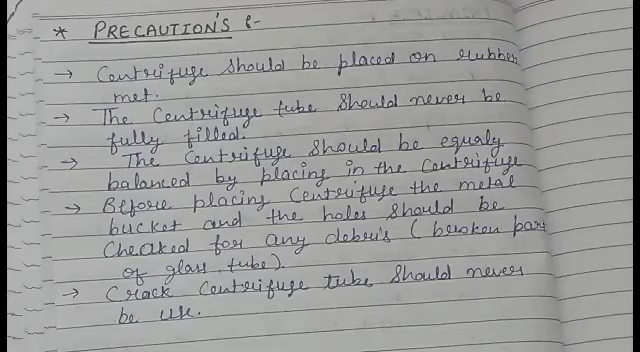 * PRECAUTION'S :-
→ Centrifuge should be placed on rubber
met.
→ The Centrifuge tube should never be
fully filled.
→ The Centrifuge should be equaly
balanced by placing in the centrifuge
→ Before placing Centrifuge the metal
bucket and the holes should be
Cheaked for any debris (broken part
of glass tube).
→ Crack Centrifuge tube should never
be use.